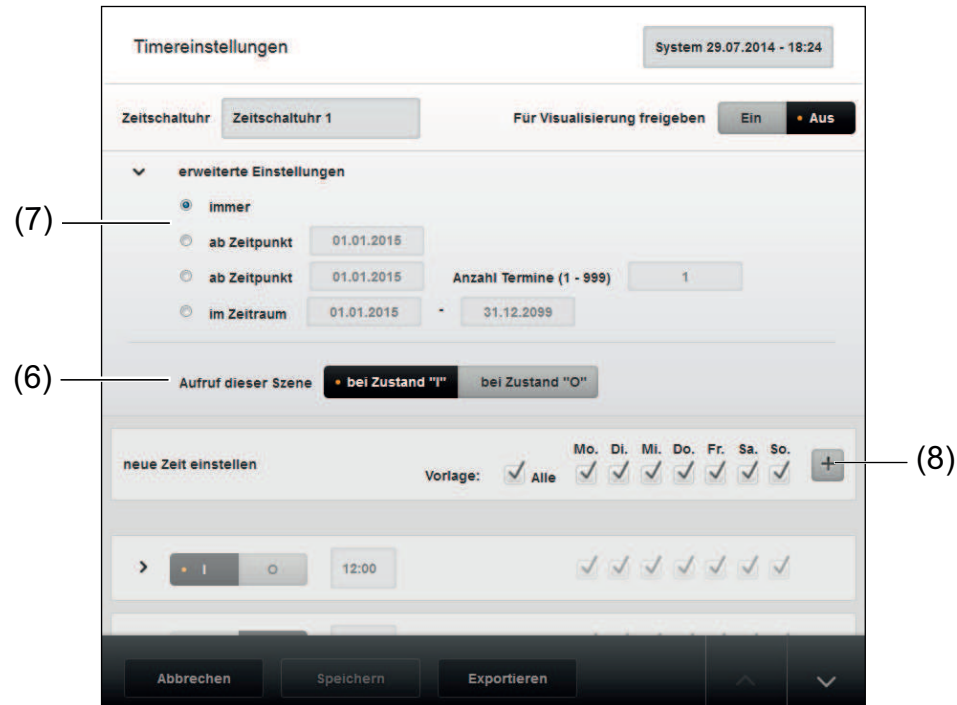 Timereinstellungen System 29.07.2014 - 18:24
Zeitschaltuhr Zeitschaltuhr 1 Für Visualisierung freigeben Ein Aus
erweiterte Einstellungen
(7)
immer
ab Zeitpunkt 01.01.2015
ab Zeitpunkt 01.01.2015 Anzahl Termine (1 - 999) 1
im Zeitraum 01.01.2015 - 31.12.2099
(6) Aufruf dieser Szene bei Zustand "I" bei Zustand "O"
Mo. Di. Mi. Do. Fr. Sa. So.
neue Zeit einstellen Vorlage: Alle + (8)
I O 12:00
Abbrechen Speichern Exportieren